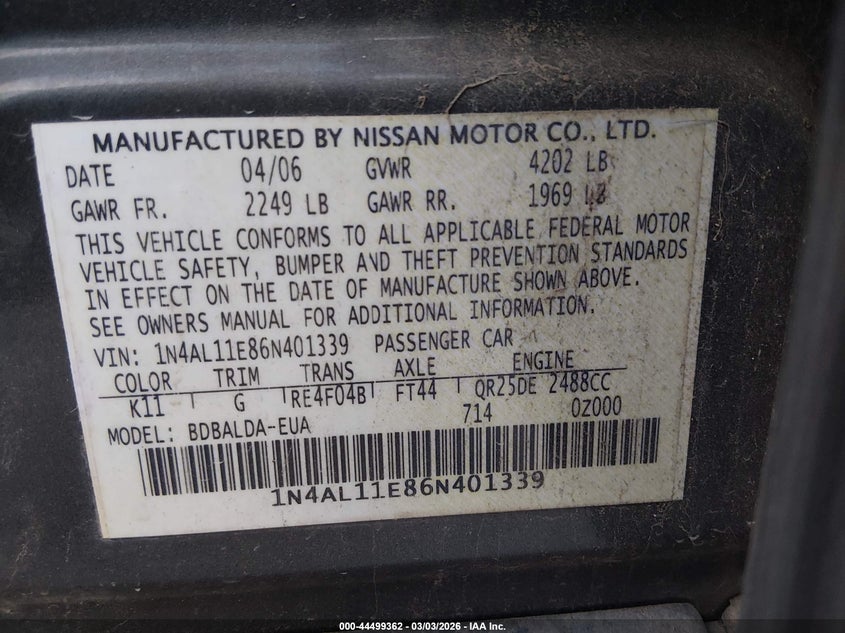 MANUFACTURED BY NISSAN MOTOR CO., LTD.
DATE 04/06 GVWR 4202 LB
GAWR FR. 2249 LB GAWR RR. 1969 LB
THIS VEHICLE CONFORMS TO ALL APPLICABLE FEDERAL MOTOR
VEHICLE SAFETY, BUMPER AND THEFT PREVENTION STANDARDS
IN EFFECT ON THE DATE OF MANUFACTURE SHOWN ABOVE.
SEE OWNERS MANUAL FOR ADDITIONAL INFORMATION.
VIN: 1N4AL11E86N401339 PASSENGER CAR
COLOR TRIM TRANS AXLE ENGINE
K11 G RE4F04B FT44 QR25DE 2488CC
714 0Z000
MODEL: BDBALDA-EUA
1N4AL11E86N401339
000-44499362 - 03/03/2026 - IAA Inc.